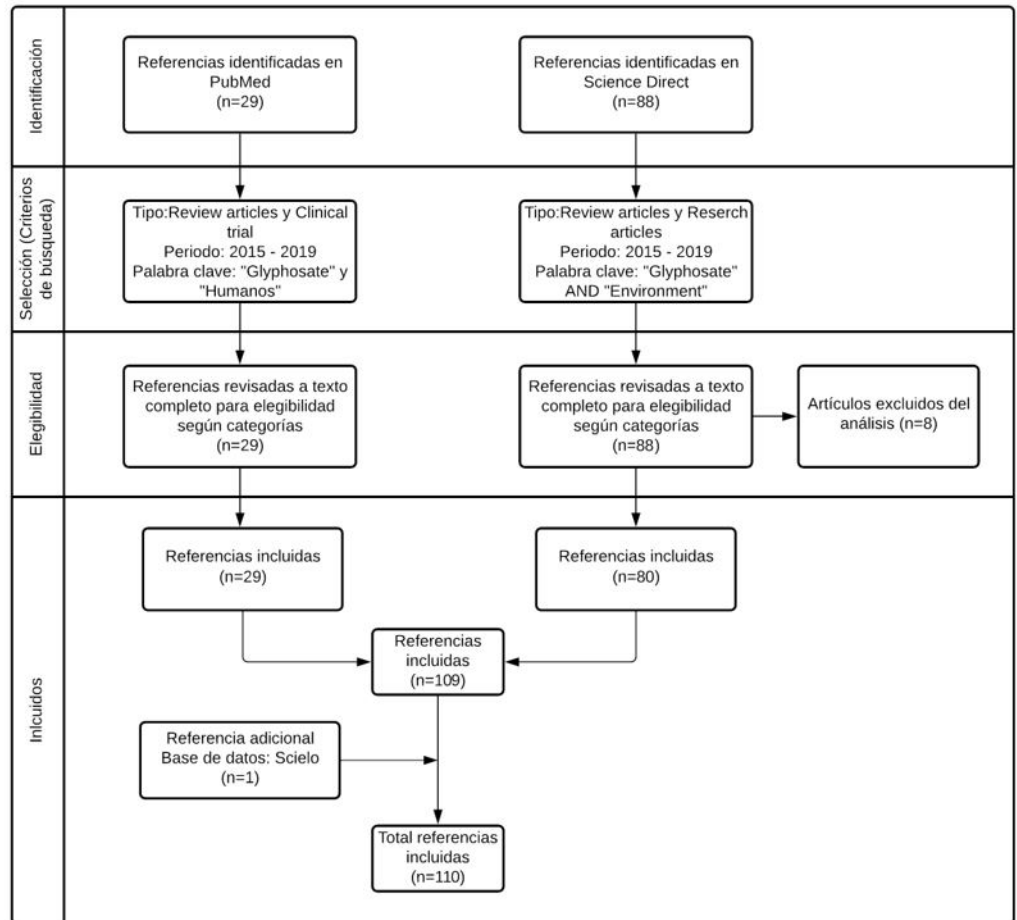 Identificación
Referencias identificadas en
PubMed
(n=29)
Referencias identificadas en
Science Direct
(n=88)
Selección (Criterios
de búsqueda)
Tipo:Review articles y Clinical
trial
Periodo: 2015 - 2019
Palabra clave: "Glyphosate" y
"Humanos"
Tipo:Review articles y Reserch
articles
Periodo: 2015 - 2019
Palabra clave: "Glyphosate"
AND "Environment"
Elegibilidad
Referencias revisadas a texto
completo para elegibilidad
según categorías
(n=29)
Referencias revisadas a texto
completo para elegibilidad
según categorías
(n=88)
Artículos excluidos del
análisis (n=8)
Inlcuidos
Referencias incluidas
(n=29)
Referencias incluidas
(n=80)
Referencias
incluidas
(n=109)
Referencia adicional
Base de datos: Scielo
(n=1)
Total referencias
incluidas
(n=110)